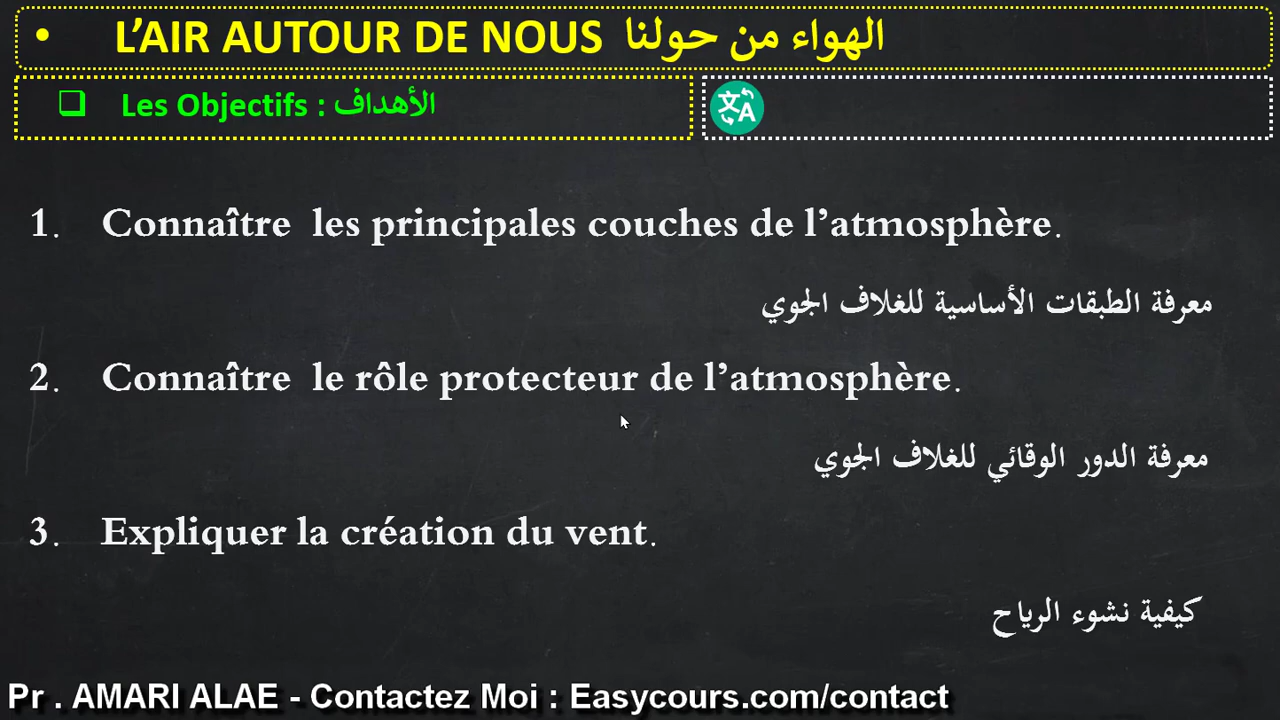 • L’AIR AUTOUR DE NOUS الهواء من حولنا
❑ Les Objectifs : الأهداف
文A
1. Connaître les principales couches de l’atmosphère.
معرفة الطبقات الأساسية للغلاف الجوي
2. Connaître le rôle protecteur de l’atmosphère.
معرفة الدور الوقائي للغلاف الجوي
3. Expliquer la création du vent.
كيفية نشوء الرياح
Pr . AMARI ALAE - Contactez Moi : Easycours.com/contact